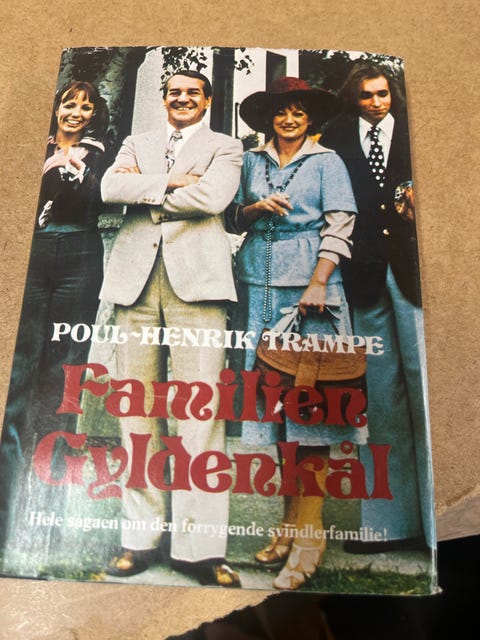 POUL-HENRIK TRAMPE
Familien
Gyldenkål
Hele sagaen om den forrygende svindlerfamilie!